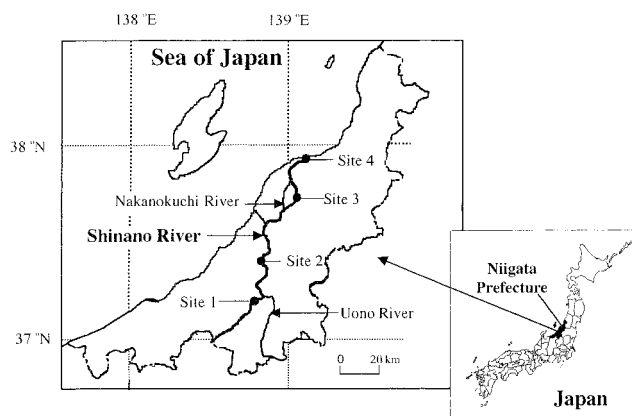 138 °E
139 °E
Sea of Japan
38 °N
Site 4
Nakanokuchi River
Site 3
Shinano River
Site 2
Site 1
Uono River
37 °N
0 20 km
Niigata
Prefecture
Japan